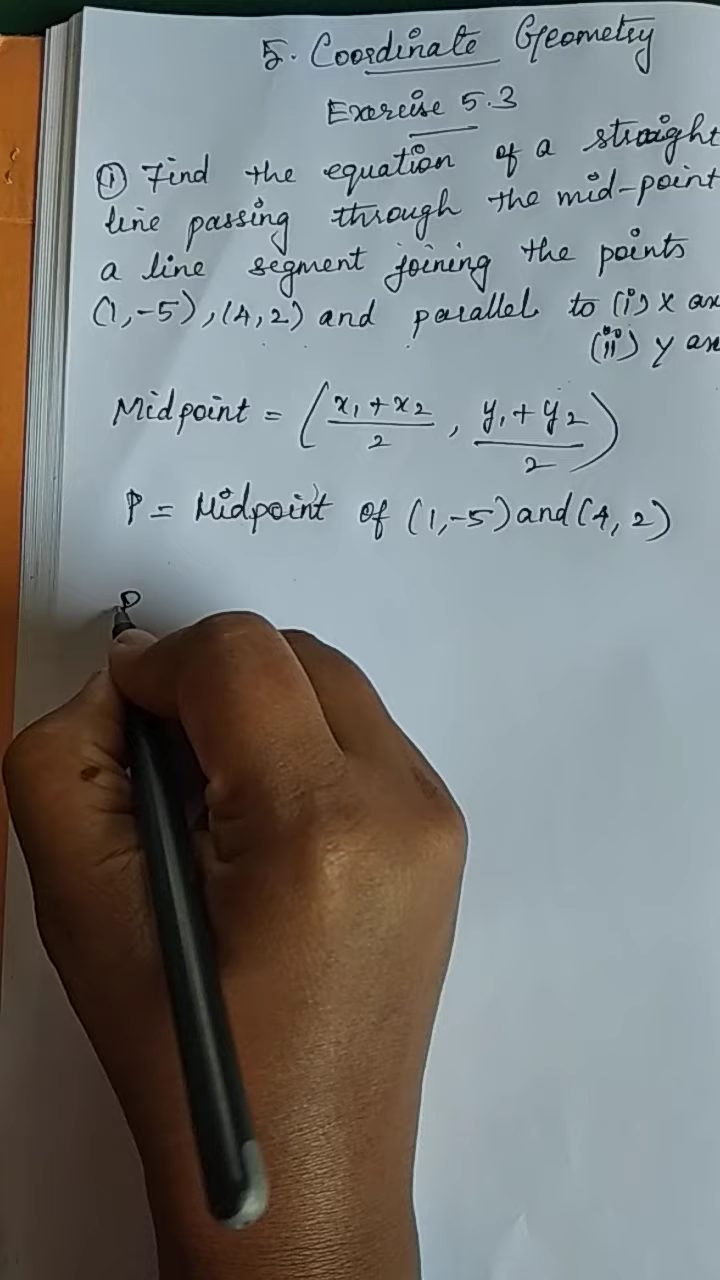 5. Coordinate Geometry
Exercise 5.3
① Find the equation of a straight
line passing through the mid-point
a line segment joining the points
(1,-5), (4, 2) and parallel to (i) X
(ii) Y
Midpoint = ( x₁ + x₂ / 2 , y₁ + y₂ / 2 )
P = Midpoint of (1,-5) and (4, 2)
P